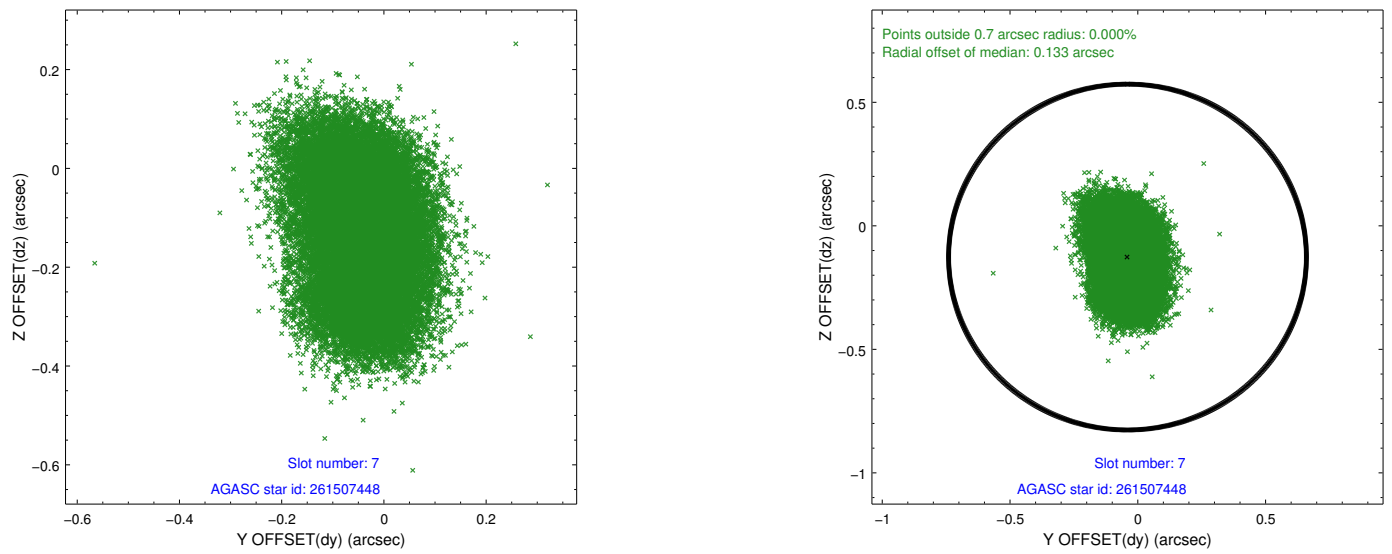 0.2
0
−0.2
−0.4
−0.6
Z OFFSET(dz) (arcsec)
Slot number: 7
AGASC star id: 261507448
−0.6
−0.4
−0.2
0
0.2
Y OFFSET(dy) (arcsec)
Points outside 0.7 arcsec radius: 0.000%
Radial offset of median: 0.133 arcsec
0.5
0
−0.5
−1
Z OFFSET(dz) (arcsec)
Slot number: 7
AGASC star id: 261507448
−1
−0.5
0
0.5
Y OFFSET(dy) (arcsec)